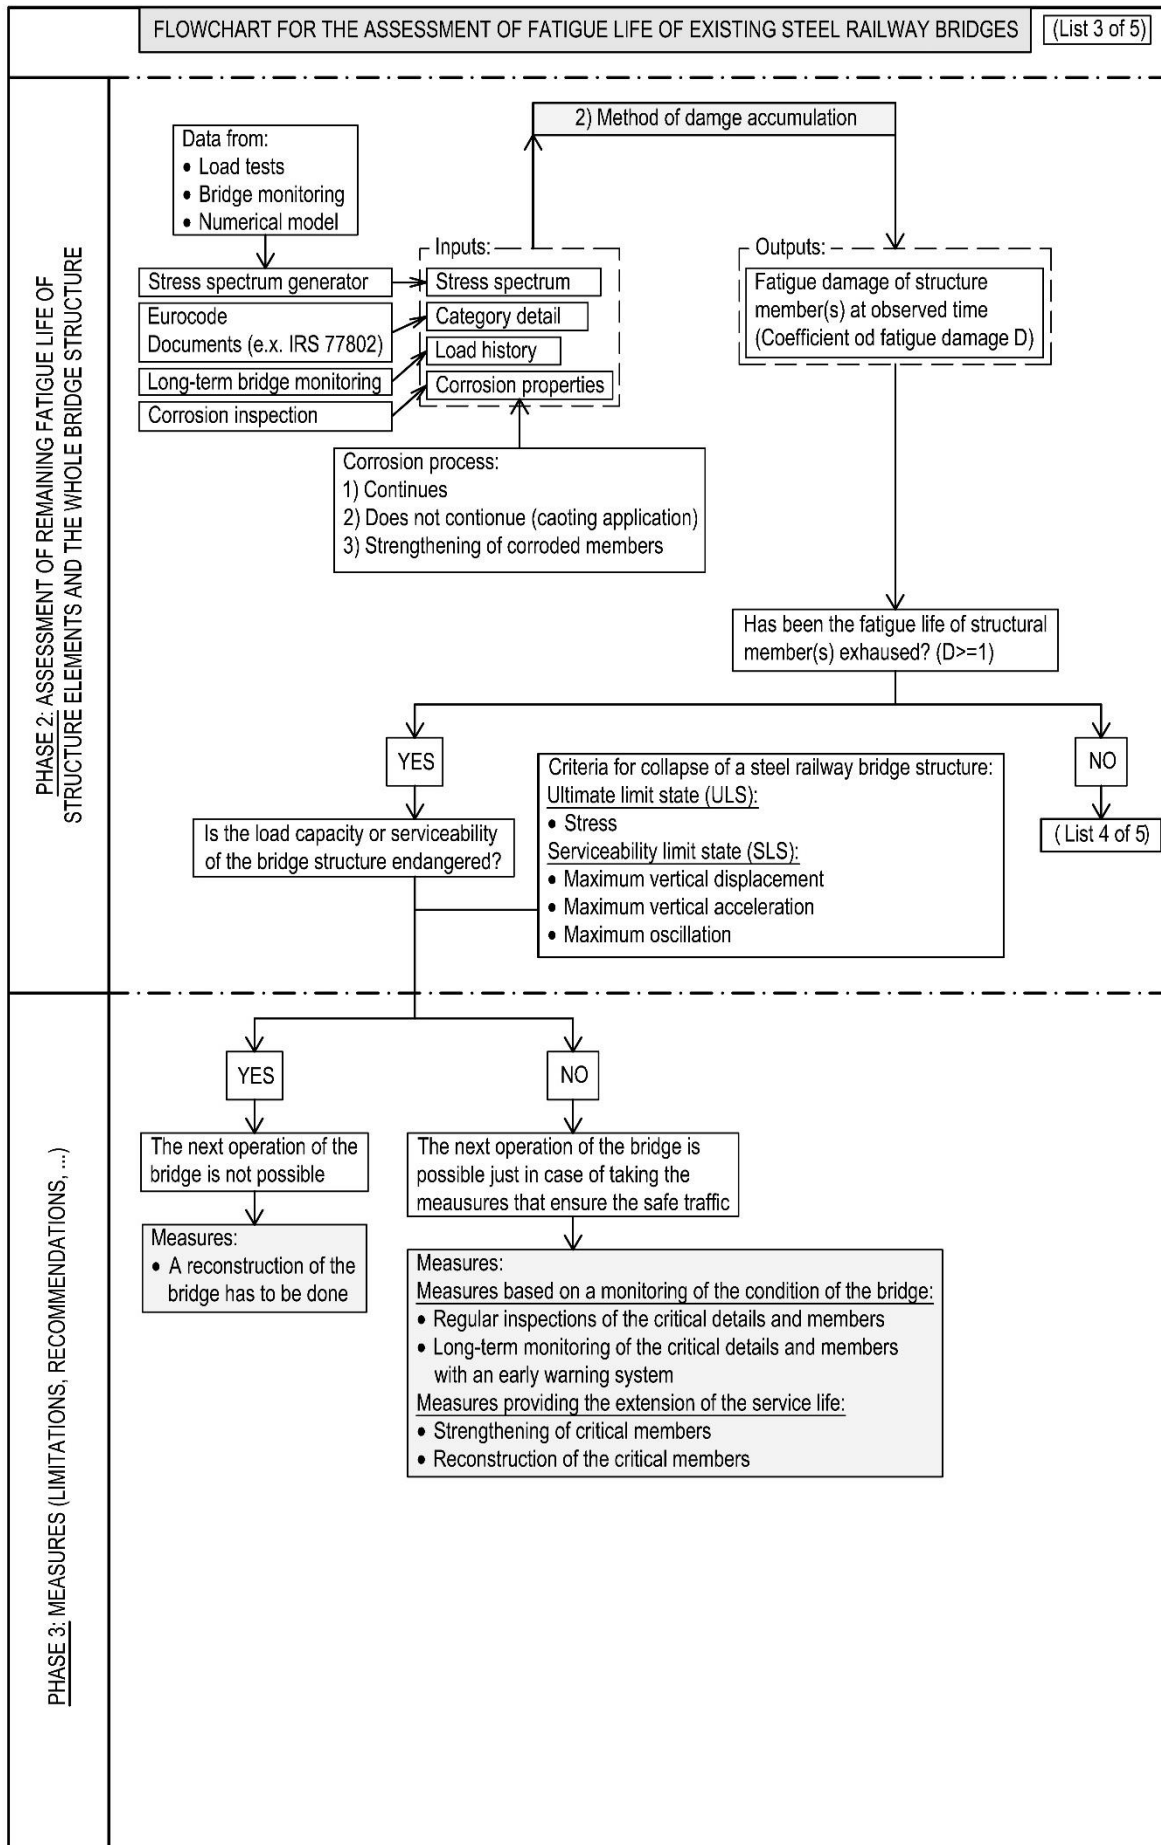 FLOWCHART FOR THE ASSESSMENT OF FATIGUE LIFE OF EXISTING STEEL RAILWAY BRIDGES
(List 3 of 5)
PHASE 2: ASSESSMENT OF REMAINING FATIGUE LIFE OF
STRUCTURE ELEMENTS AND THE WHOLE BRIDGE STRUCTURE
2) Method of damge accumulation
Data from:
• Load tests
• Bridge monitoring
• Numerical model
Stress spectrum generator
Eurocode
Documents (e.x. IRS 77802)
Long-term bridge monitoring
Corrosion inspection
Inputs:
Stress spectrum
Category detail
Load history
Corrosion properties
Outputs:
Fatigue damage of structure
member(s) at observed time
(Coefficient od fatigue damage D)
Corrosion process:
1) Continues
2) Does not contionue (caoting application)
3) Strengthening of corroded members
Has been the fatigue life of structural
member(s) exhaused? (D>=1)
YES
NO
Is the load capacity or serviceability
of the bridge structure endangered?
Criteria for collapse of a steel railway bridge structure:
Ultimate limit state (ULS):
• Stress
Serviceability limit state (SLS):
• Maximum vertical displacement
• Maximum vertical acceleration
• Maximum oscillation
( List 4 of 5)
PHASE 3: MEASURES (LIMITATIONS, RECOMMENDATIONS, ...)
YES
NO
The next operation of the
bridge is not possible
The next operation of the bridge is
possible just in case of taking the
meausures that ensure the safe traffic
Measures:
• A reconstruction of the
bridge has to be done
Measures:
Measures based on a monitoring of the condition of the bridge:
• Regular inspections of the critical details and members
• Long-term monitoring of the critical details and members
with an early warning system
Measures providing the extension of the service life:
• Strengthening of critical members
• Reconstruction of the critical members